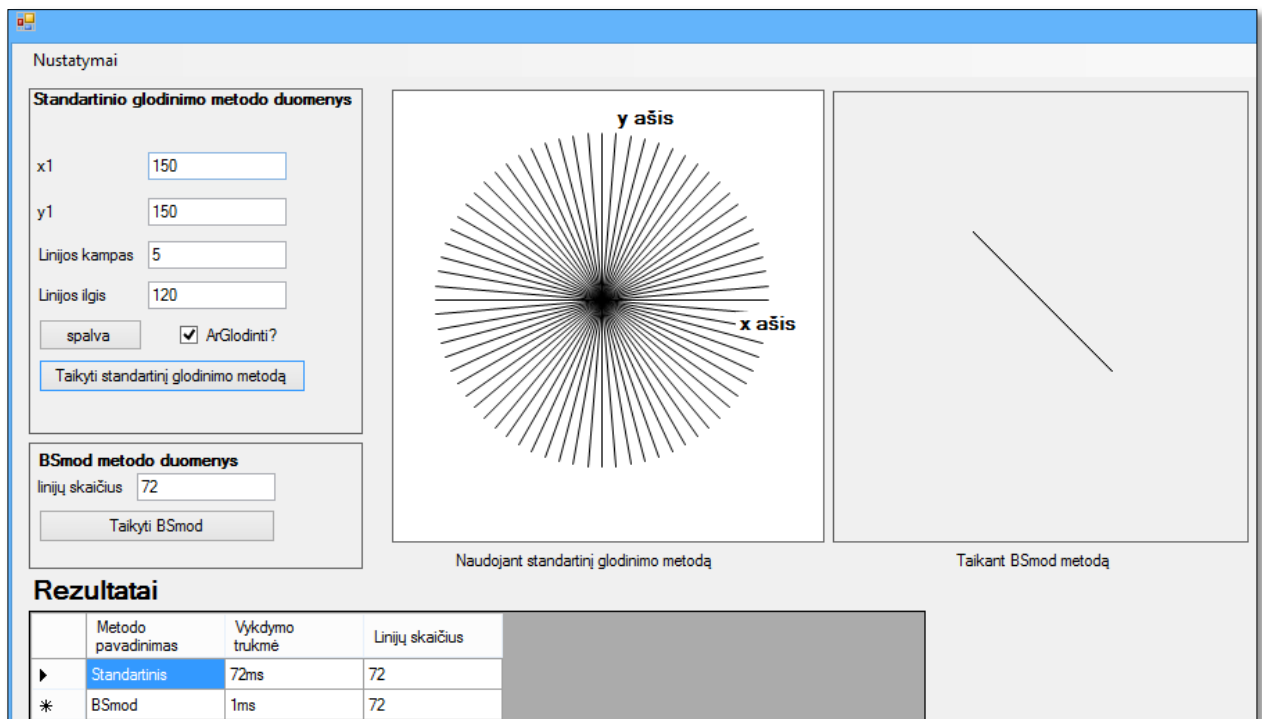 Nustatymai
Standartinio glodinimo metodo duomenys
x1 150
y1 150
Linijos kampas 5
Linijos ilgis 120
spalva ArGlodinti?
Taikyti standartinį glodinimo metodą
BSmod metodo duomenys
linijų skaičius 72
Taikyti BSmod
y ašis
x ašis
Naudojant standartinį glodinimo metodą
Taikant BSmod metodą
Rezultatai
Metodo pavadinimas Vykdymo trukmė Linijų skaičius
Standartinis 72ms 72
BSmod 1ms 72